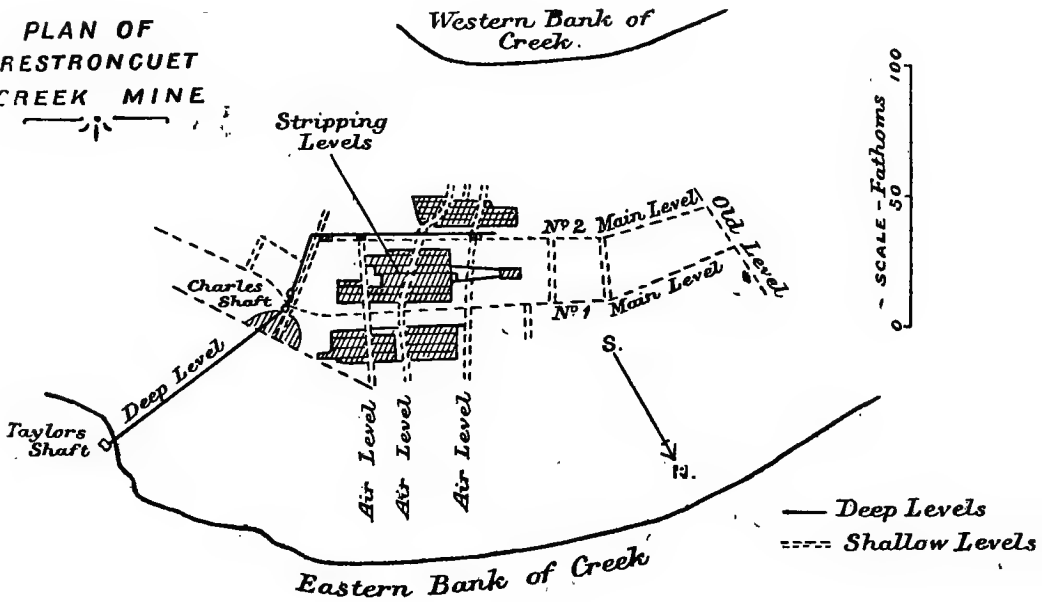 PLAN OF
RESTRONGUET
CREEK MINE
Western Bank of
Creek.
Stripping
Levels
100
50
0
- SCALE - Fathoms
Nº 2 Main Level
Old Level
Charles
Shaft
Nº 1 Main Level
S.
N.
Deep Level
Taylors
Shaft
Air Level
Air Level
Air Level
Deep Levels
Shallow Levels
Eastern Bank of Creek